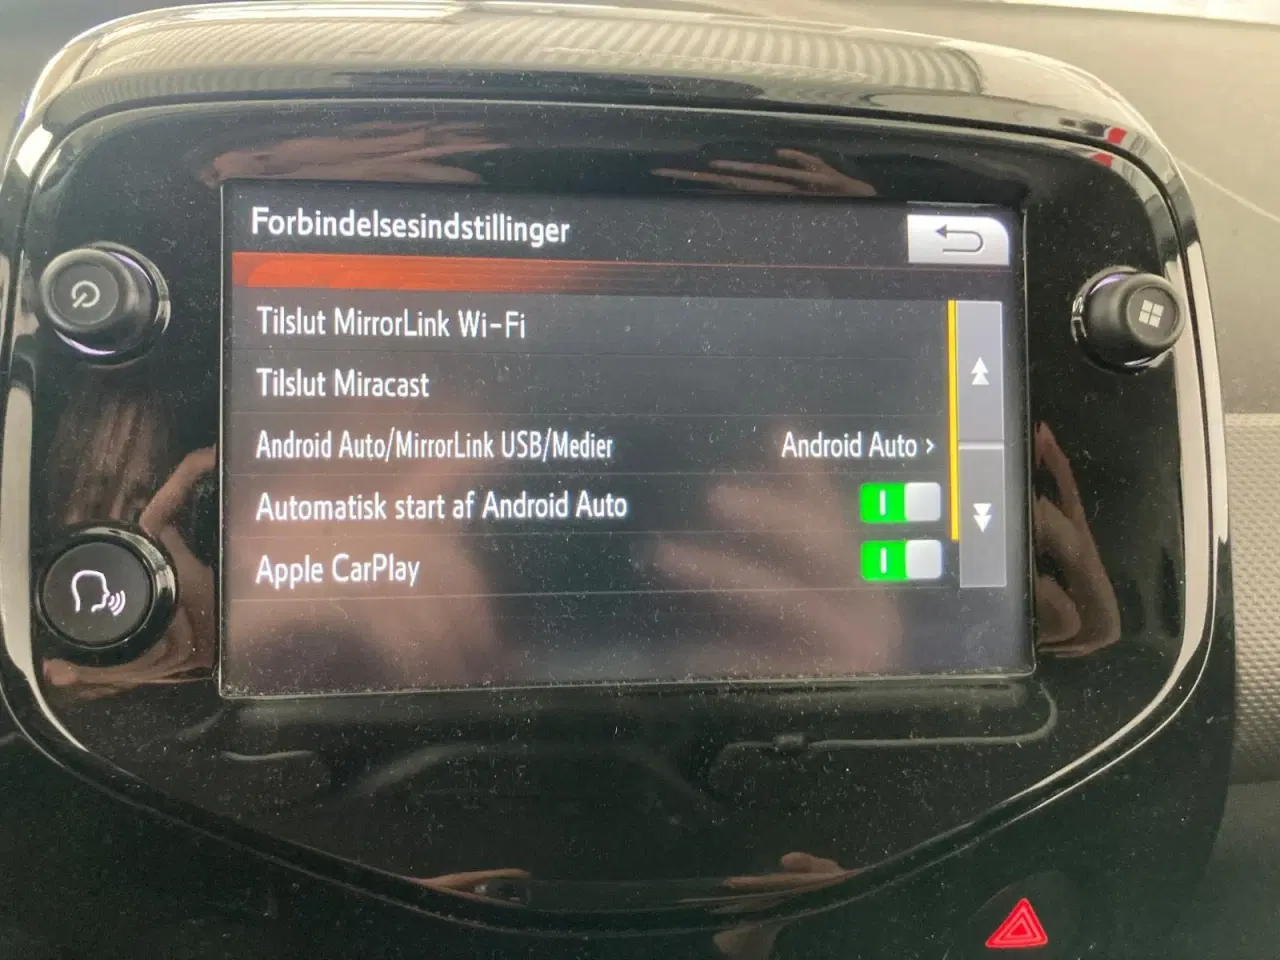 Forbindelsesindstillinger
Tilslut MirrorLink Wi-Fi
Tilslut Miracast
Android Auto/MirrorLink USB/Medier Android Auto >
Automatisk start af Android Auto
Apple CarPlay